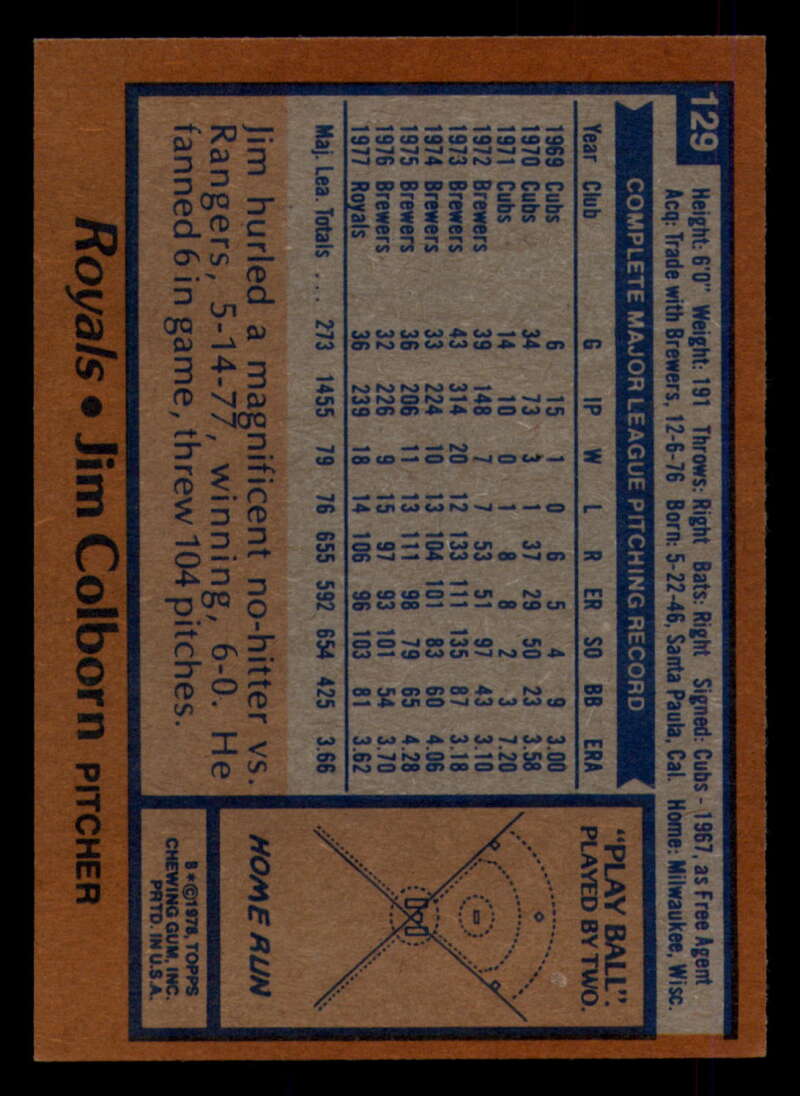 129
Height: 6'0" Weight: 191 Throws: Right Bats: Right Signed: Cubs - 1967, as Free Agent
Acq: Trade with Brewers, 12-6-76 Born: 5-22-46, Santa Paula, Cal. Home: Milwaukee, Wisc.
COMPLETE MAJOR LEAGUE PITCHING RECORD
Year Club G IP W L R ER SO BB ERA
1969 Cubs 6 15 1 0 6 5 4 9 3.00
1970 Cubs 34 73 3 1 37 29 50 23 3.58
1971 Cubs 14 10 0 1 8 8 2 3 7.20
1972 Brewers 39 148 7 7 53 51 97 43 3.10
1973 Brewers 43 314 20 12 133 111 135 87 3.18
1974 Brewers 33 224 10 13 104 101 83 60 4.06
1975 Brewers 36 206 11 13 111 98 79 65 4.28
1976 Brewers 32 226 9 15 97 93 101 54 3.70
1977 Royals 36 239 18 14 106 96 103 81 3.62
Maj. Lea. Totals ... 273 1455 79 76 655 592 654 425 3.66
Jim hurled a magnificent no-hitter vs.
Rangers, 5-14-77, winning, 6-0. He
fanned 6 in game, threw 104 pitches.
"PLAY BALL":
PLAYED BY TWO.
HOME RUN
B*©1978, TOPPS
CHEWING GUM, INC.
PRTD. IN U.S.A.
Royals • Jim Colborn PITCHER